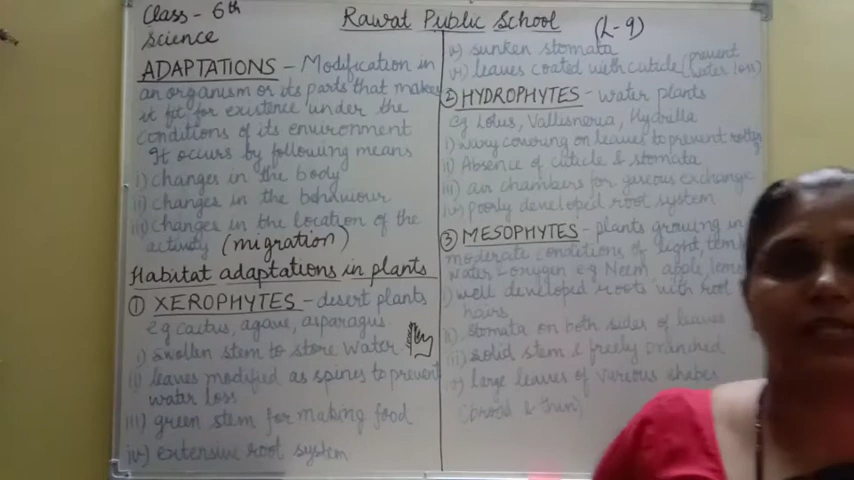 Class - 6th
Science
Rawat Public School
(L-9)
ADAPTATIONS - Modification in
an organism or its parts that makes
it fit for existence under the
conditions of its environment
It occurs by following means
i) changes in the body
ii) changes in the behaviour
iii) changes in the location of the
activity (migration)
Habitat adaptations in plants
① XEROPHYTES - desert plants
eg cactus, agave, asparagus.
i) swollen stem to store water
ii) leaves modified as spines to prevent
water loss
iii) green stem for making food
iv) extensive root system
v) sunken stomata
vi) leaves coated with cuticle (prevent
water loss)
② HYDROPHYTES - water plants
eg Lotus, Vallisneria, Hydrilla
i) waxy covering on leaves to prevent rotting
ii) Absence of cuticle & stomata
iii) air chambers for gaseous exchange
iv) Poorly developed root system
③ MESOPHYTES - plants growing in
moderate conditions of light, temp
water - oxygen e.g Neem apple,
i) well developed roots with root
hairs
ii) stomata on both sides of leaves
iii) solid stem & freely branched
iv) large leaves of various shapes
(broad & thin)